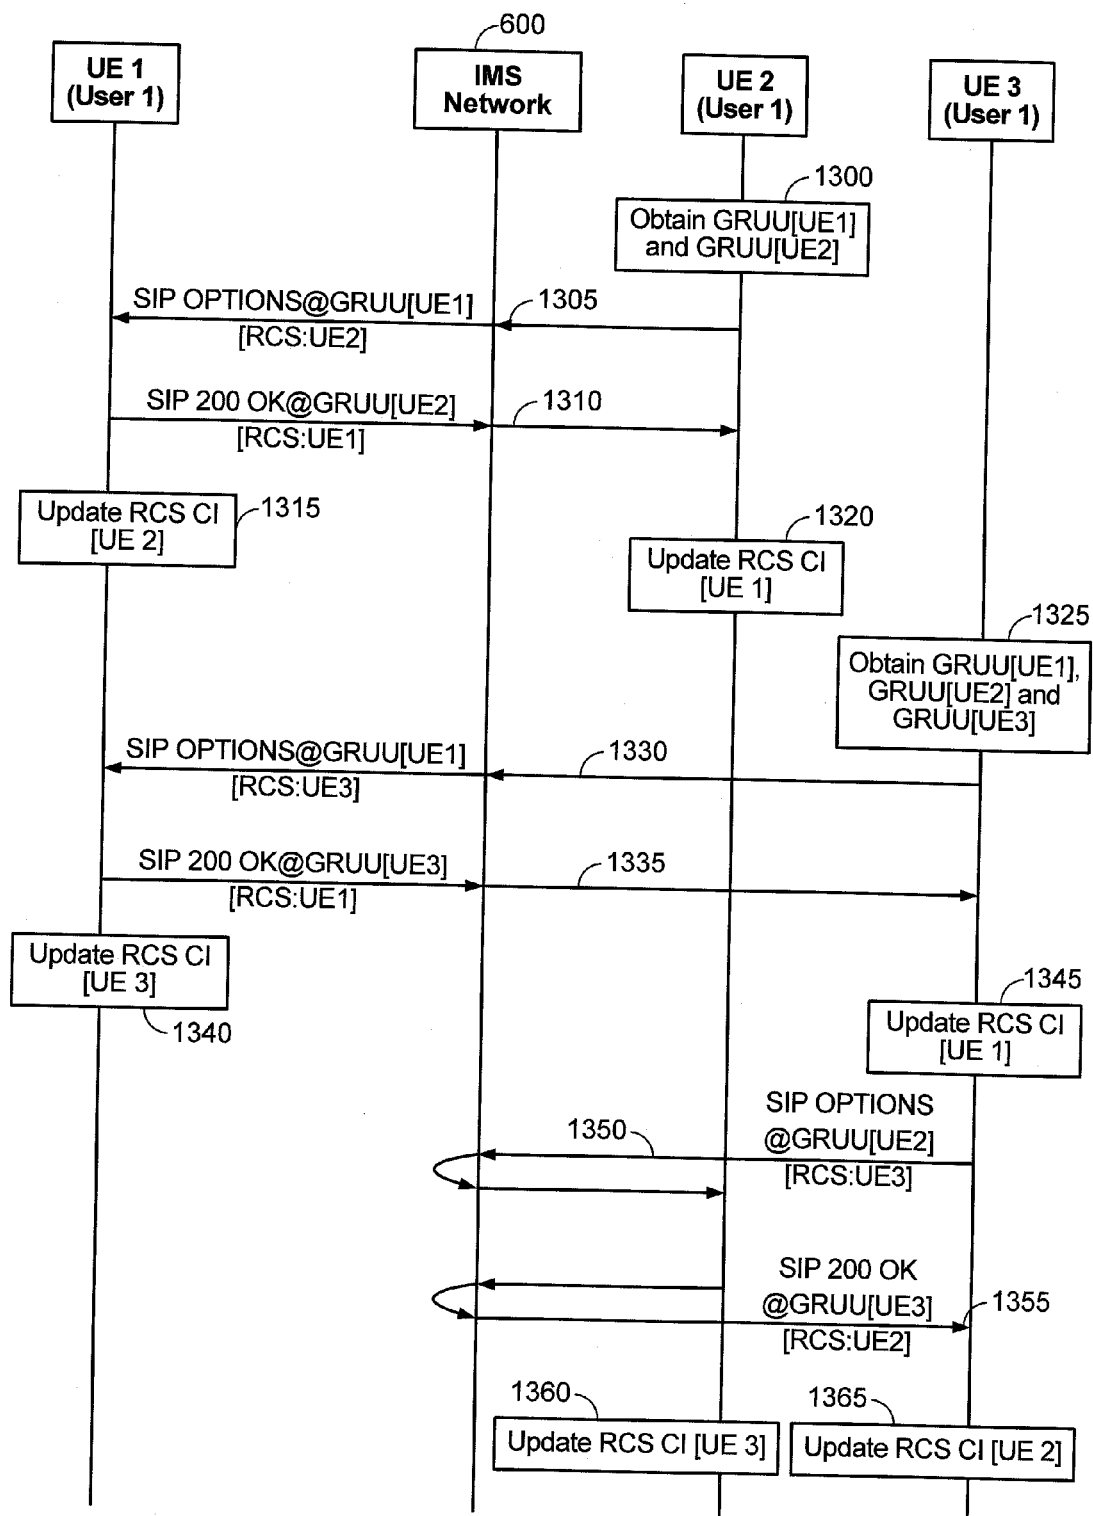 600
UE 1
(User 1)
IMS
Network
UE 2
(User 1)
UE 3
(User 1)
1300
Obtain GRUU[UE1]
and GRUU[UE2]
SIP OPTIONS@GRUU[UE1]
1305
[RCS:UE2]
SIP 200 OK@GRUU[UE2]
1310
[RCS:UE1]
Update RCS CI
[UE 2]
1315
1320
Update RCS CI
[UE 1]
1325
Obtain GRUU[UE1],
GRUU[UE2] and
GRUU[UE3]
SIP OPTIONS@GRUU[UE1]
1330
[RCS:UE3]
SIP 200 OK@GRUU[UE3]
1335
[RCS:UE1]
Update RCS CI
[UE 3]
1340
1345
Update RCS CI
[UE 1]
SIP OPTIONS
@GRUU[UE2]
1350
[RCS:UE3]
SIP 200 OK
@GRUU[UE3]
1355
[RCS:UE2]
1360
Update RCS CI [UE 3]
1365
Update RCS CI [UE 2]